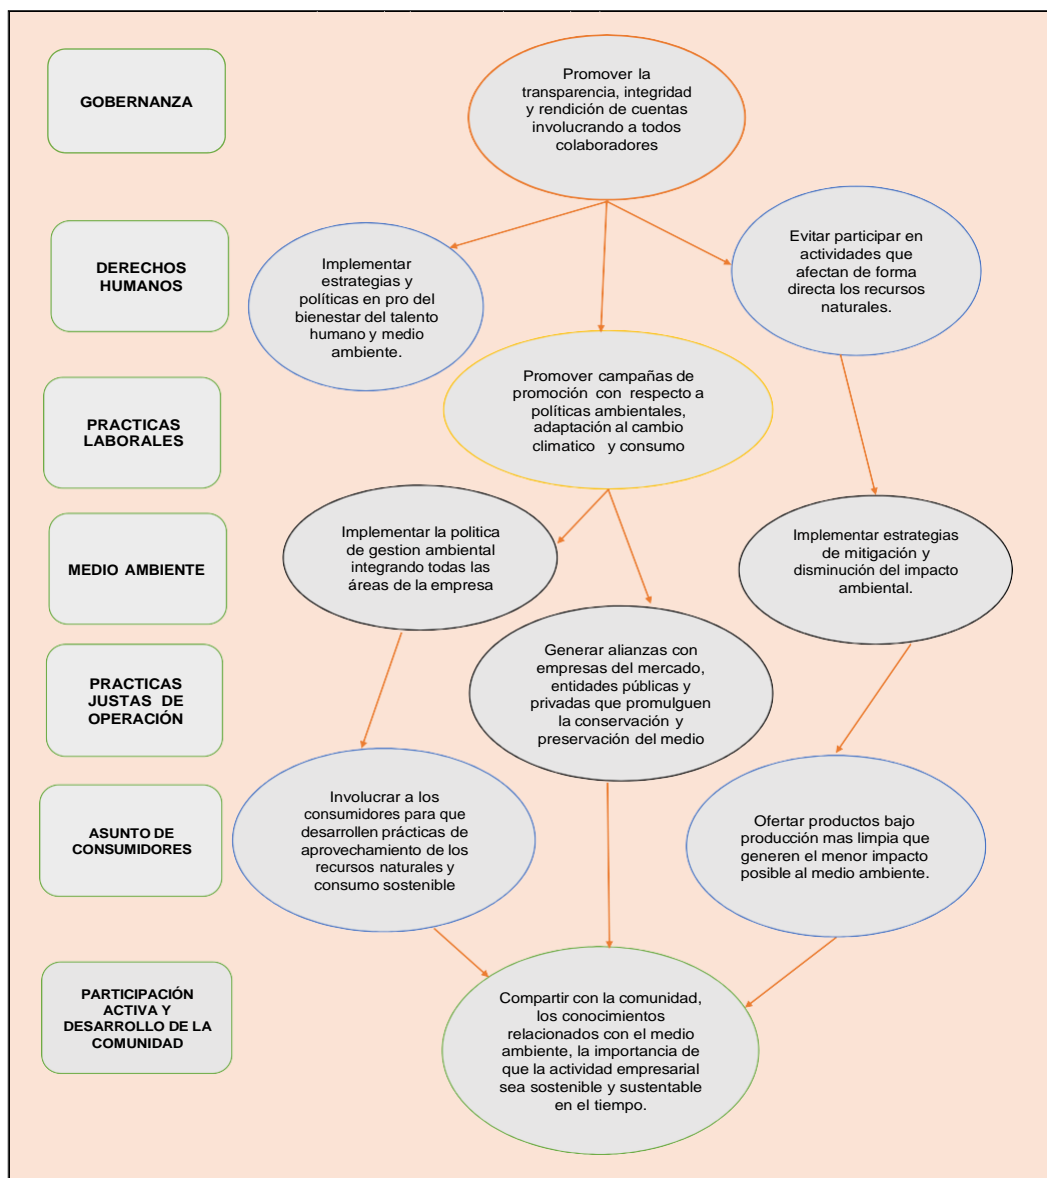 GOBERNANZA
Promover la
transparencia, integridad
y rendición de cuentas
involucrando a todos
colaboradores
DERECHOS
HUMANOS
Implementar
estrategias y
políticas en pro del
bienestar del talento
humano y medio
ambiente.
Evitar participar en
actividades que
afectan de forma
directa los recursos
naturales.
PRACTICAS
LABORALES
Promover campañas de
promoción con respecto a
políticas ambientales,
adaptación al cambio
climatico y consumo
MEDIO AMBIENTE
Implementar la politica
de gestion ambiental
integrando todas las
áreas de la empresa
Implementar estrategias
de mitigación y
disminución del impacto
ambiental.
PRACTICAS
JUSTAS DE
OPERACIÓN
Generar alianzas con
empresas del mercado,
entidades públicas y
privadas que promulguen
la conservación y
preservación del medio
ASUNTO DE
CONSUMIDORES
Involucrar a los
consumidores para que
desarrollen prácticas de
aprovechamiento de los
recursos naturales y
consumo sostenible
Ofertar productos bajo
producción mas limpia que
generen el menor impacto
posible al medio ambiente.
PARTICIPACIÓN
ACTIVA Y
DESARROLLO DE LA
COMUNIDAD
Compartir con la comunidad,
los conocimientos
relacionados con el medio
ambiente, la importancia de
que la actividad empresarial
sea sostenible y sustentable
en el tiempo.